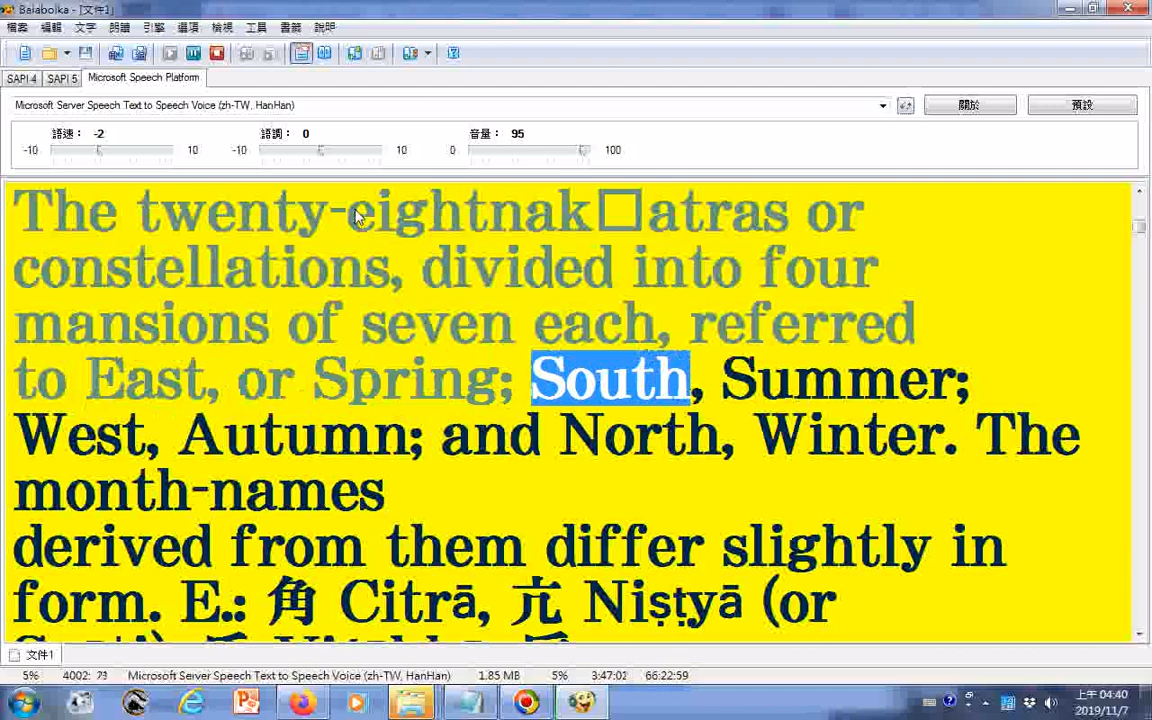 Balabolka - [文件1]
檔案 編輯 文字 朗讀 引擎 選項 檢視 工具 書籤 說明
SAPI 4 SAPI 5 Microsoft Speech Platform
Microsoft Server Speech Text to Speech Voice (zh-TW, HanHan) 關於 預設
語速： -2 語調： 0 音量： 95
-10 10 -10 10 0 100
The twenty-eightnak□atras or
constellations, divided into four
mansions of seven each, referred
to East, or Spring; South, Summer;
West, Autumn; and North, Winter. The
month-names
derived from them differ slightly in
form. E.: 角 Citrā, 亢 Niṣṭyā (or
文件1
5% 4002: 73 Microsoft Server Speech Text to Speech Voice (zh-TW, HanHan) 1.85 MB 5% 3:47:02 66:22:59
上午 04:40
2019/11/7